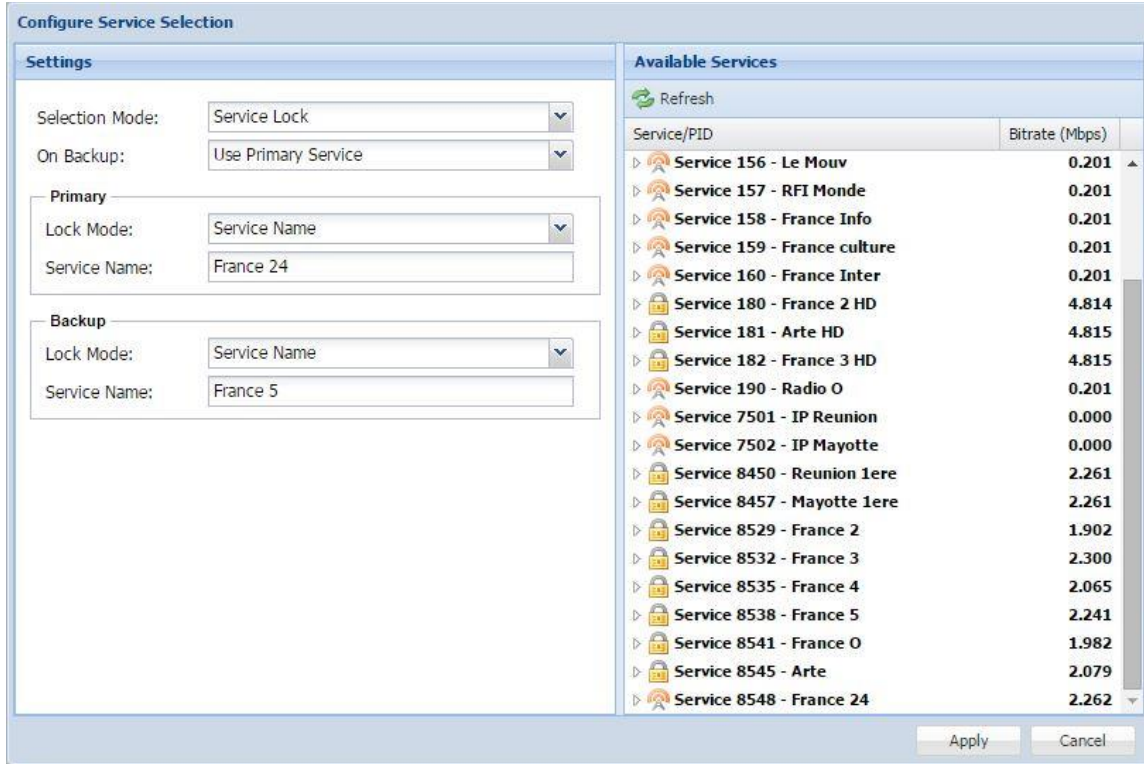 Configure Service Selection
Settings
Selection Mode: Service Lock
On Backup: Use Primary Service
Primary
Lock Mode: Service Name
Service Name: France 24
Backup
Lock Mode: Service Name
Service Name: France 5
Available Services
Refresh
Service/PID Bitrate (Mbps)
Service 156 - Le Mouv 0.201
Service 157 - RFI Monde 0.201
Service 158 - France Info 0.201
Service 159 - France culture 0.201
Service 160 - France Inter 0.201
Service 180 - France 2 HD 4.814
Service 181 - Arte HD 4.815
Service 182 - France 3 HD 4.815
Service 190 - Radio O 0.201
Service 7501 - IP Reunion 0.000
Service 7502 - IP Mayotte 0.000
Service 8450 - Reunion 1ere 2.261
Service 8457 - Mayotte 1ere 2.261
Service 8529 - France 2 1.902
Service 8532 - France 3 2.300
Service 8535 - France 4 2.065
Service 8538 - France 5 2.241
Service 8541 - France O 1.982
Service 8545 - Arte 2.079
Service 8548 - France 24 2.262
Apply Cancel